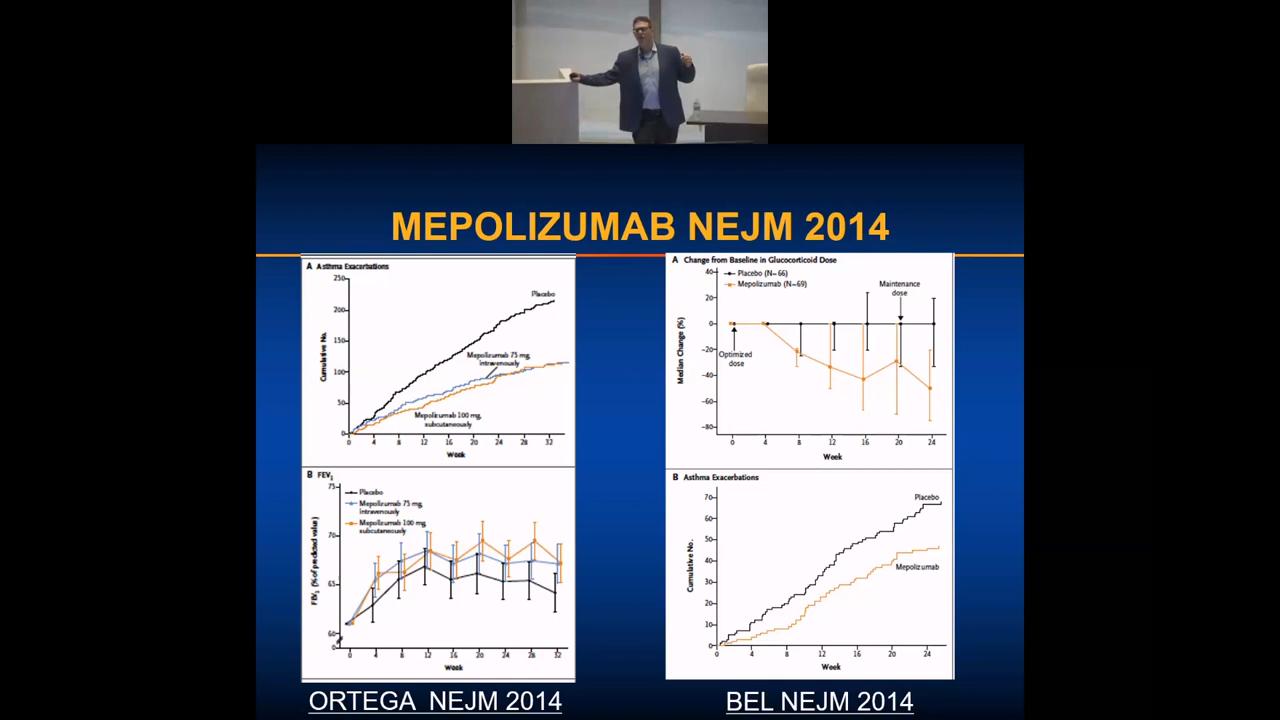 MEPOLIZUMAB NEJM 2014
A Asthma Exacerbations
250
200
150
100
50
0
Cumulative No.
Placebo
Mepolizumab 75 mg,
intravenously
Mepolizumab 100 mg,
subcutaneously
0 4 8 12 16 20 24 28 32
Week
B FEV₁
75
70
65
60
0
FEV₁ (% of predicted value)
Placebo
Mepolizumab 75 mg,
intravenously
Mepolizumab 100 mg,
subcutaneously
0 4 8 12 16 20 24 28 32
Week
ORTEGA NEJM 2014
A Change from Baseline in Glucocorticoid Dose
40
20
0
−20
−40
−60
−80
Median Change (%)
Placebo (N=66)
Mepolizumab (N=69)
Maintenance
dose
Optimized
dose
0 4 8 12 16 20 24
Week
B Asthma Exacerbations
70
60
50
40
30
20
10
0
Cumulative No.
Placebo
Mepolizumab
0 4 8 12 16 20 24
Week
BEL NEJM 2014